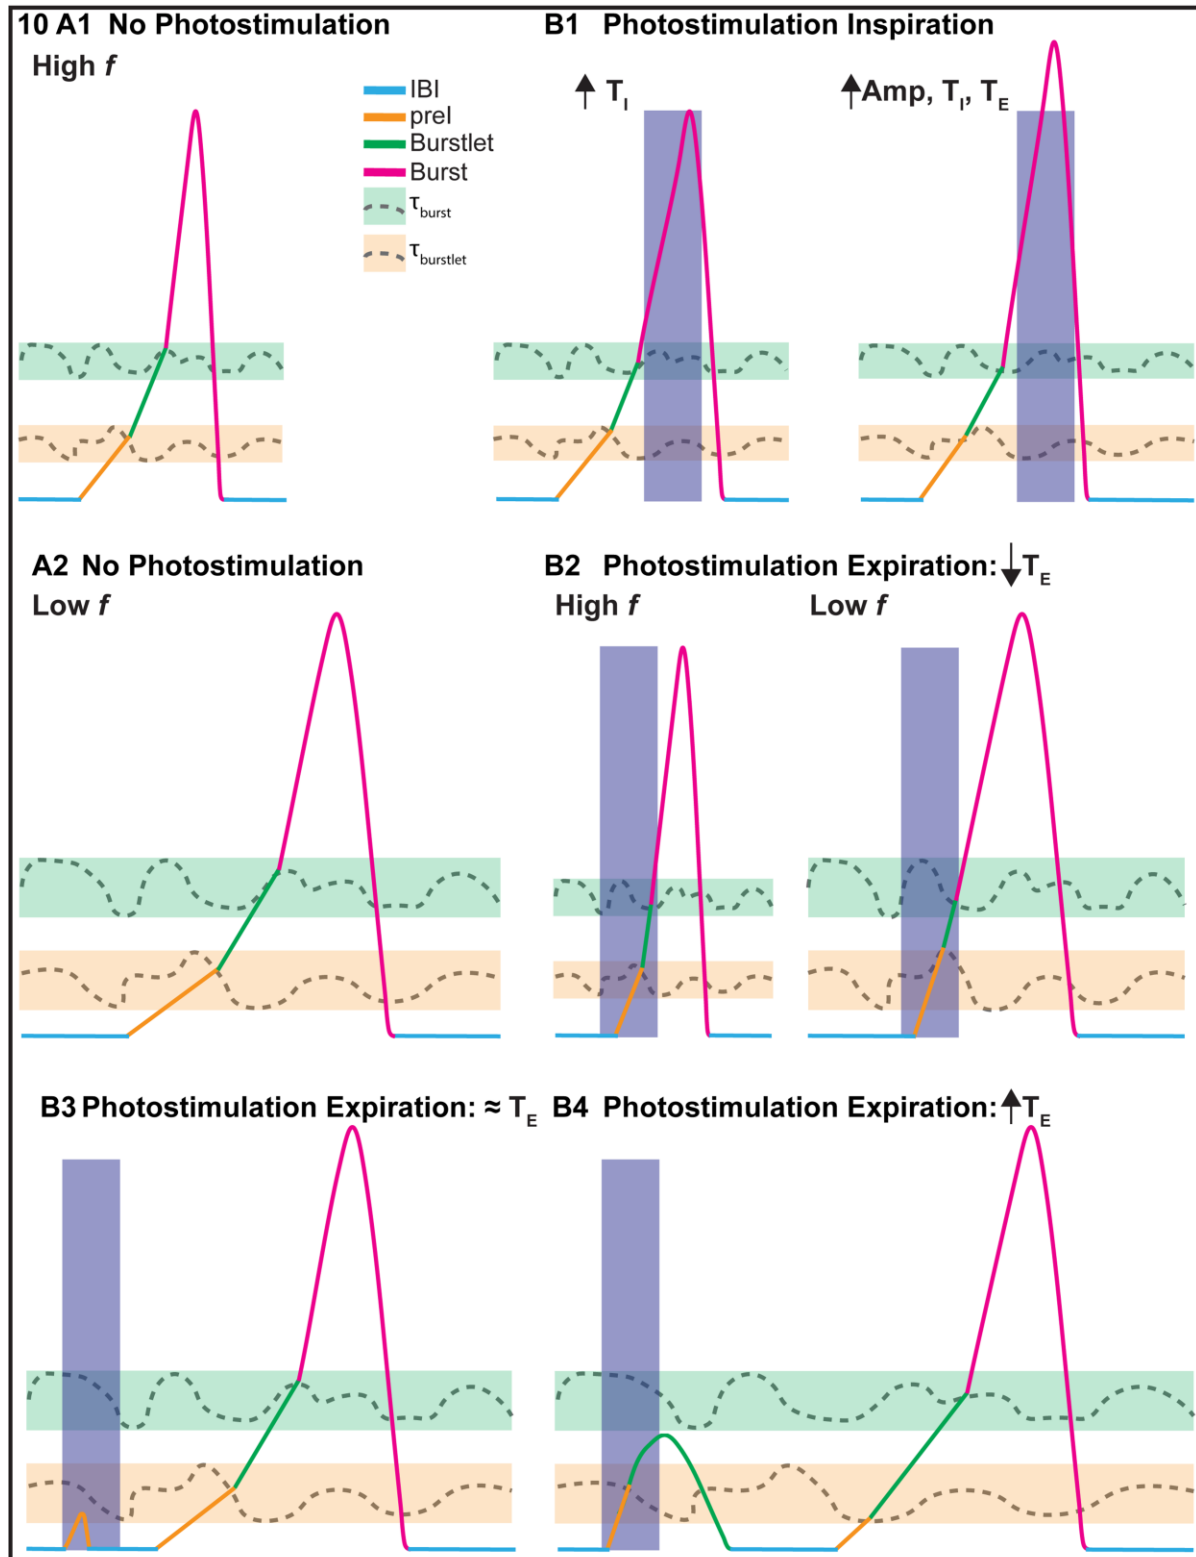 10 A1 No Photostimulation
High f
IBI
preI
Burstlet
Burst
τburst
τburstlet
B1 Photostimulation Inspiration
↑ TI
↑Amp, TI, TE
A2 No Photostimulation
Low f
B2 Photostimulation Expiration: ↓TE
High f
Low f
B3 Photostimulation Expiration: ≈ TE
B4 Photostimulation Expiration: ↑TE